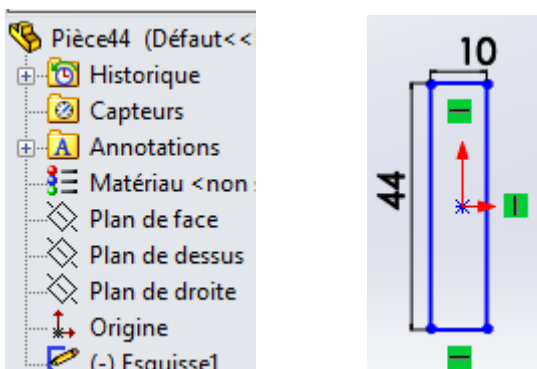 Pièce44 (Défaut<<
Historique
Capteurs
Annotations
A
Matériau <non
Plan de face
Plan de dessus
Plan de droite
Origine
(-) Esquisse1
10
44